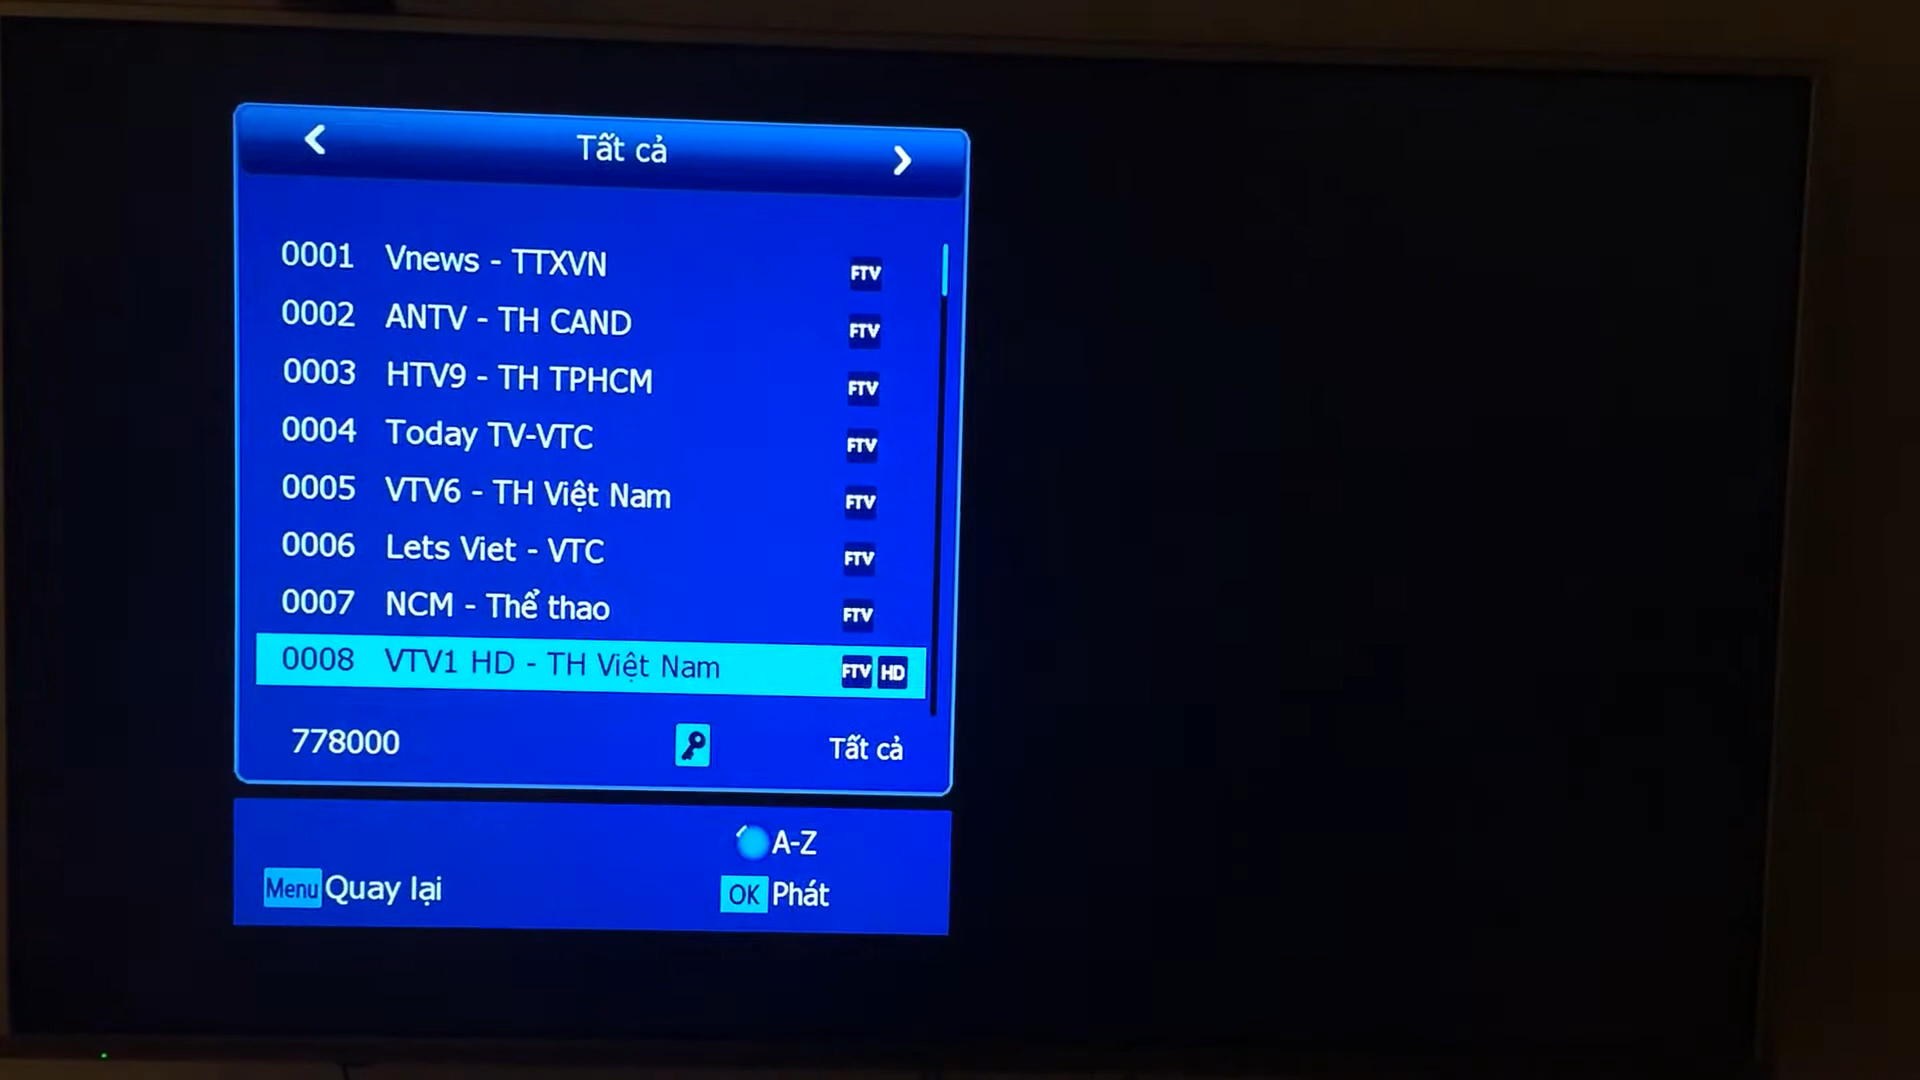 Tất cả
0001 Vnews - TTXVN FTV
0002 ANTV - TH CAND FTV
0003 HTV9 - TH TPHCM FTV
0004 Today TV-VTC FTV
0005 VTV6 - TH Việt Nam FTV
0006 Lets Viet - VTC FTV
0007 NCM - Thể thao FTV
0008 VTV1 HD - TH Việt Nam FTV HD
778000 Tất cả
A-Z
Menu Quay lại OK Phát